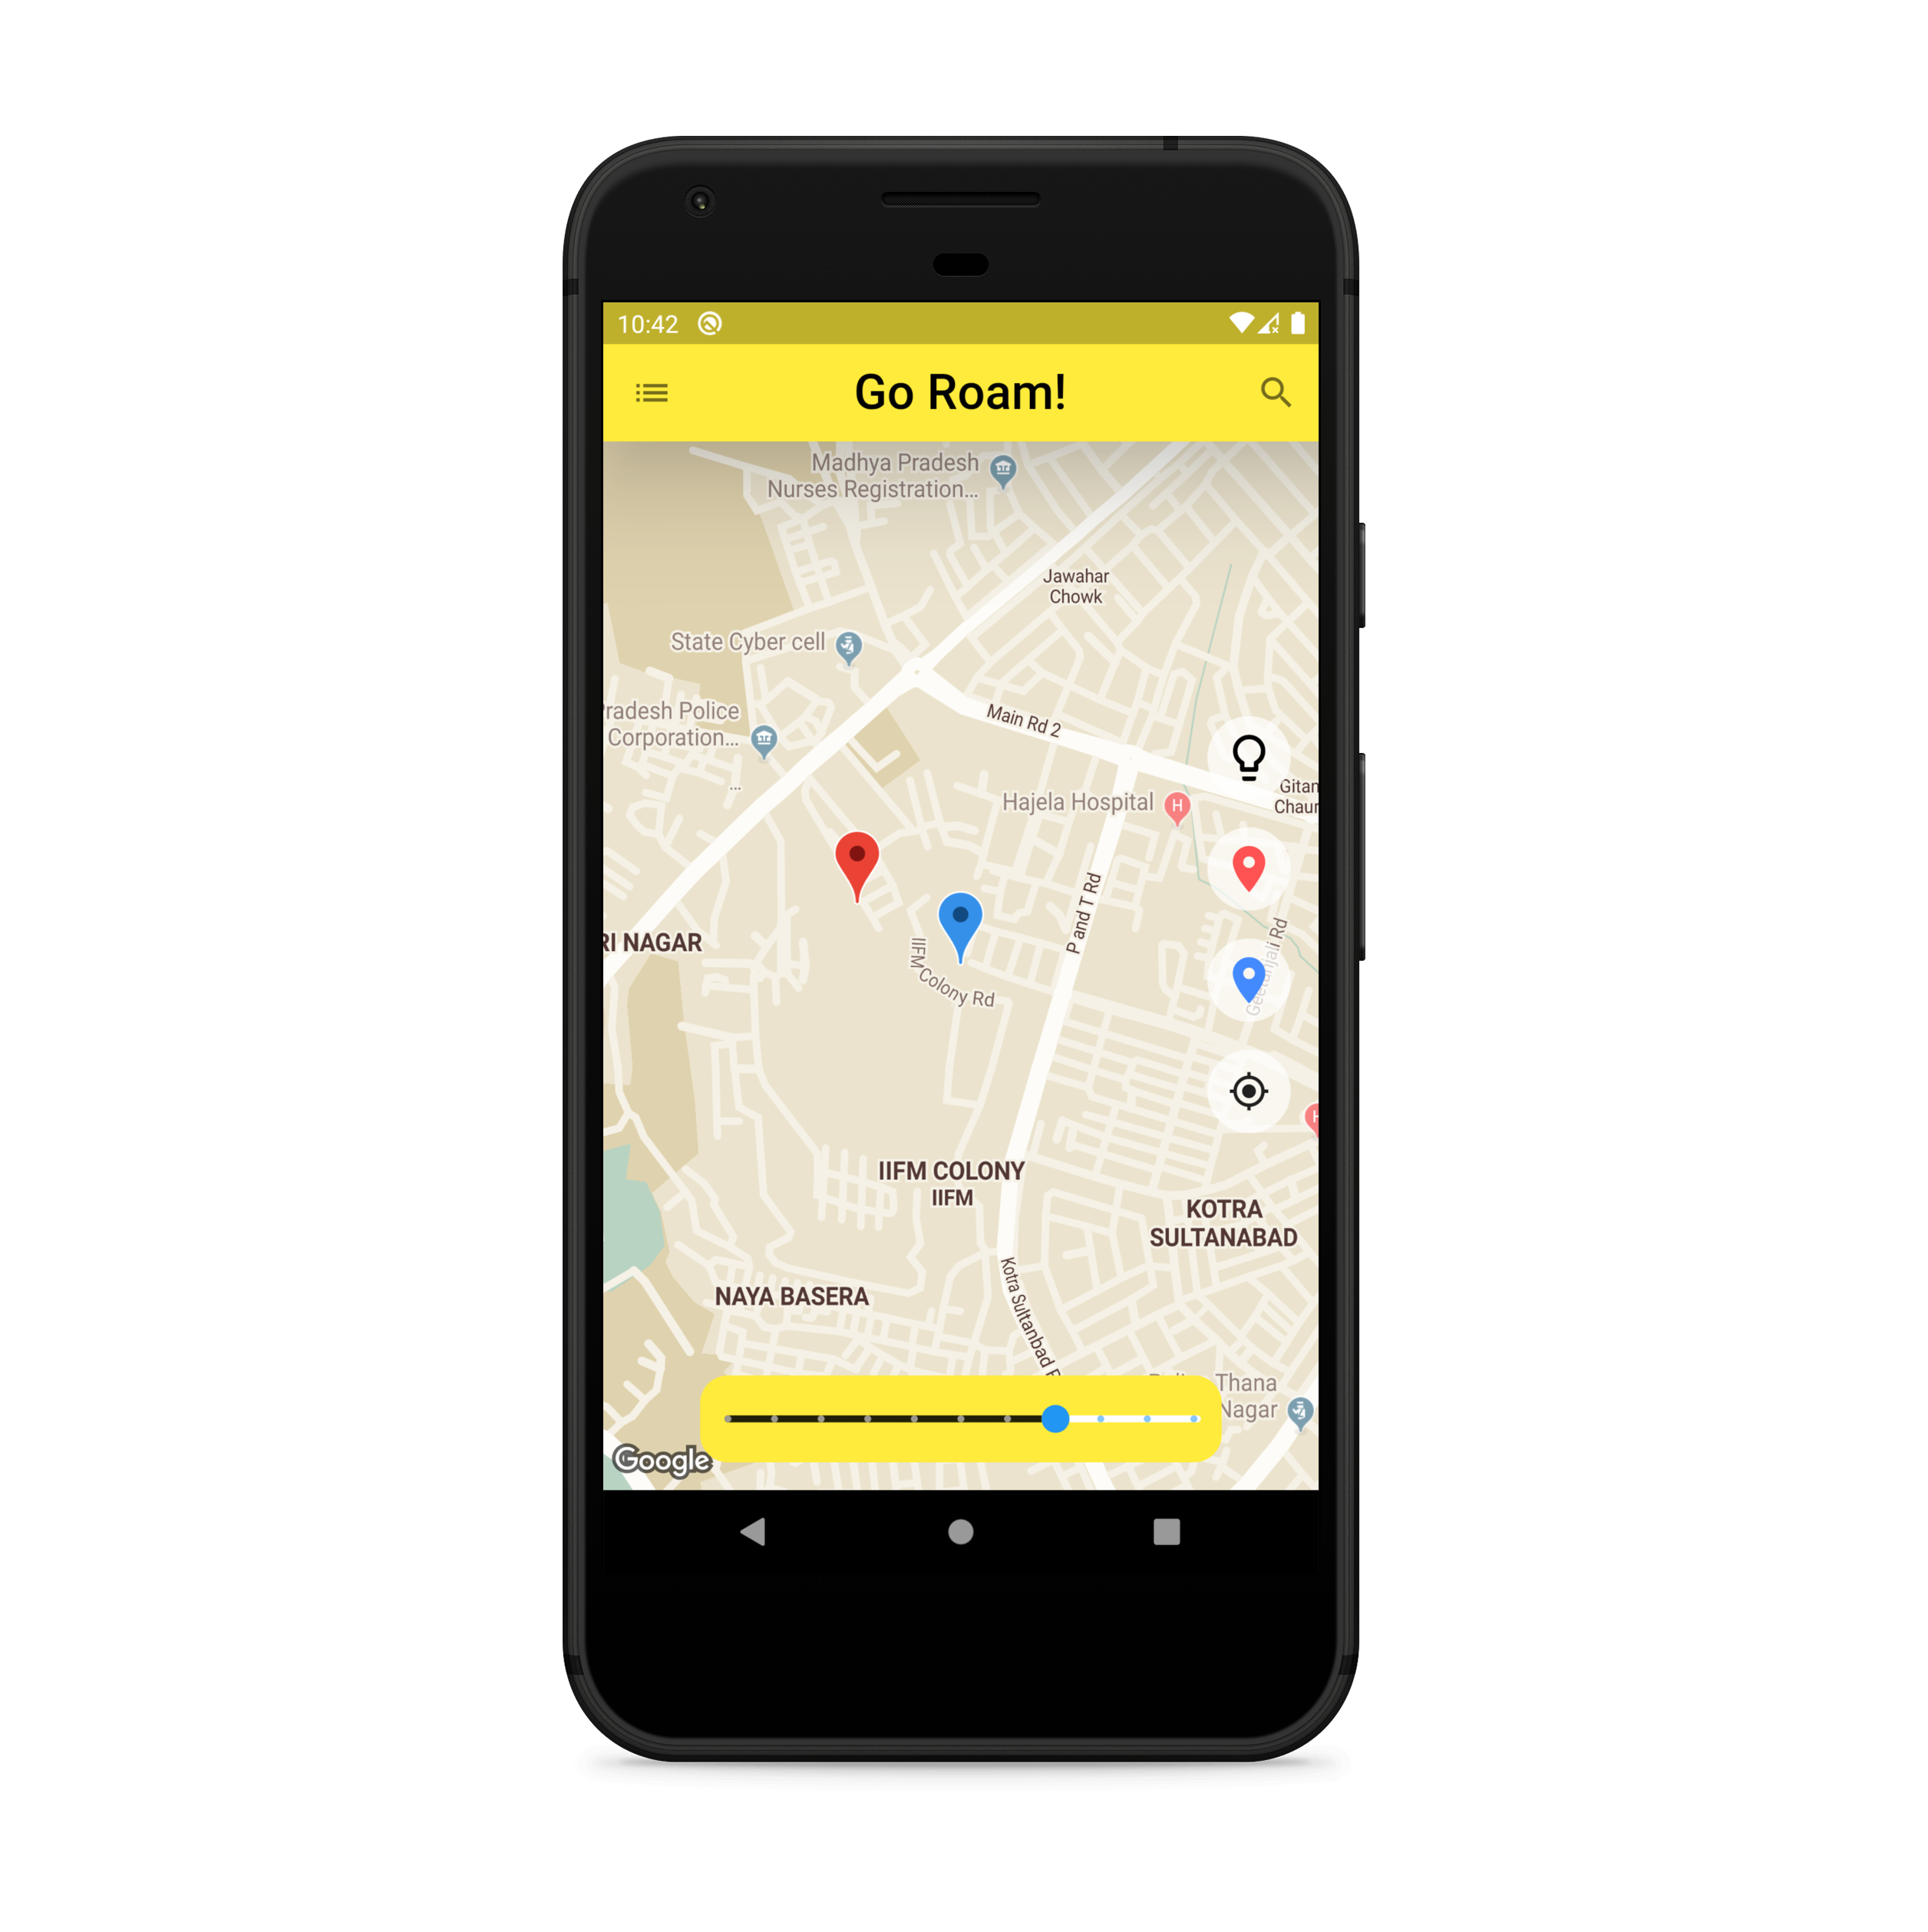 10:42
Go Roam!
Madhya Pradesh
Nurses Registration...
Jawahar
Chowk
State Cyber cell
Main Rd 2
radesh Police
Corporation...
...
Gitan
Chaur
Hajela Hospital
H
P and T Rd
RI NAGAR
IIFM Colony Rd
Geetanjali Rd
H
IIFM COLONY
IIFM
KOTRA
SULTANABAD
Kotra Sultanbad
NAYA BASERA
Thana
Nagar
Google